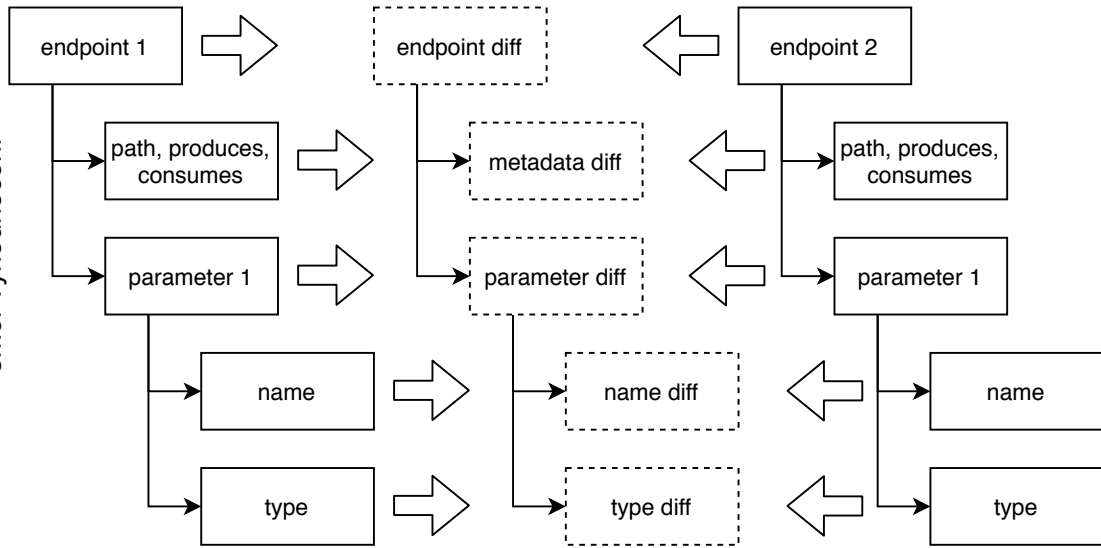 endpoint 1
endpoint diff
endpoint 2
path, produces,
consumes
metadata diff
path, produces,
consumes
parameter 1
parameter diff
parameter 1
name
name diff
name
type
type diff
type